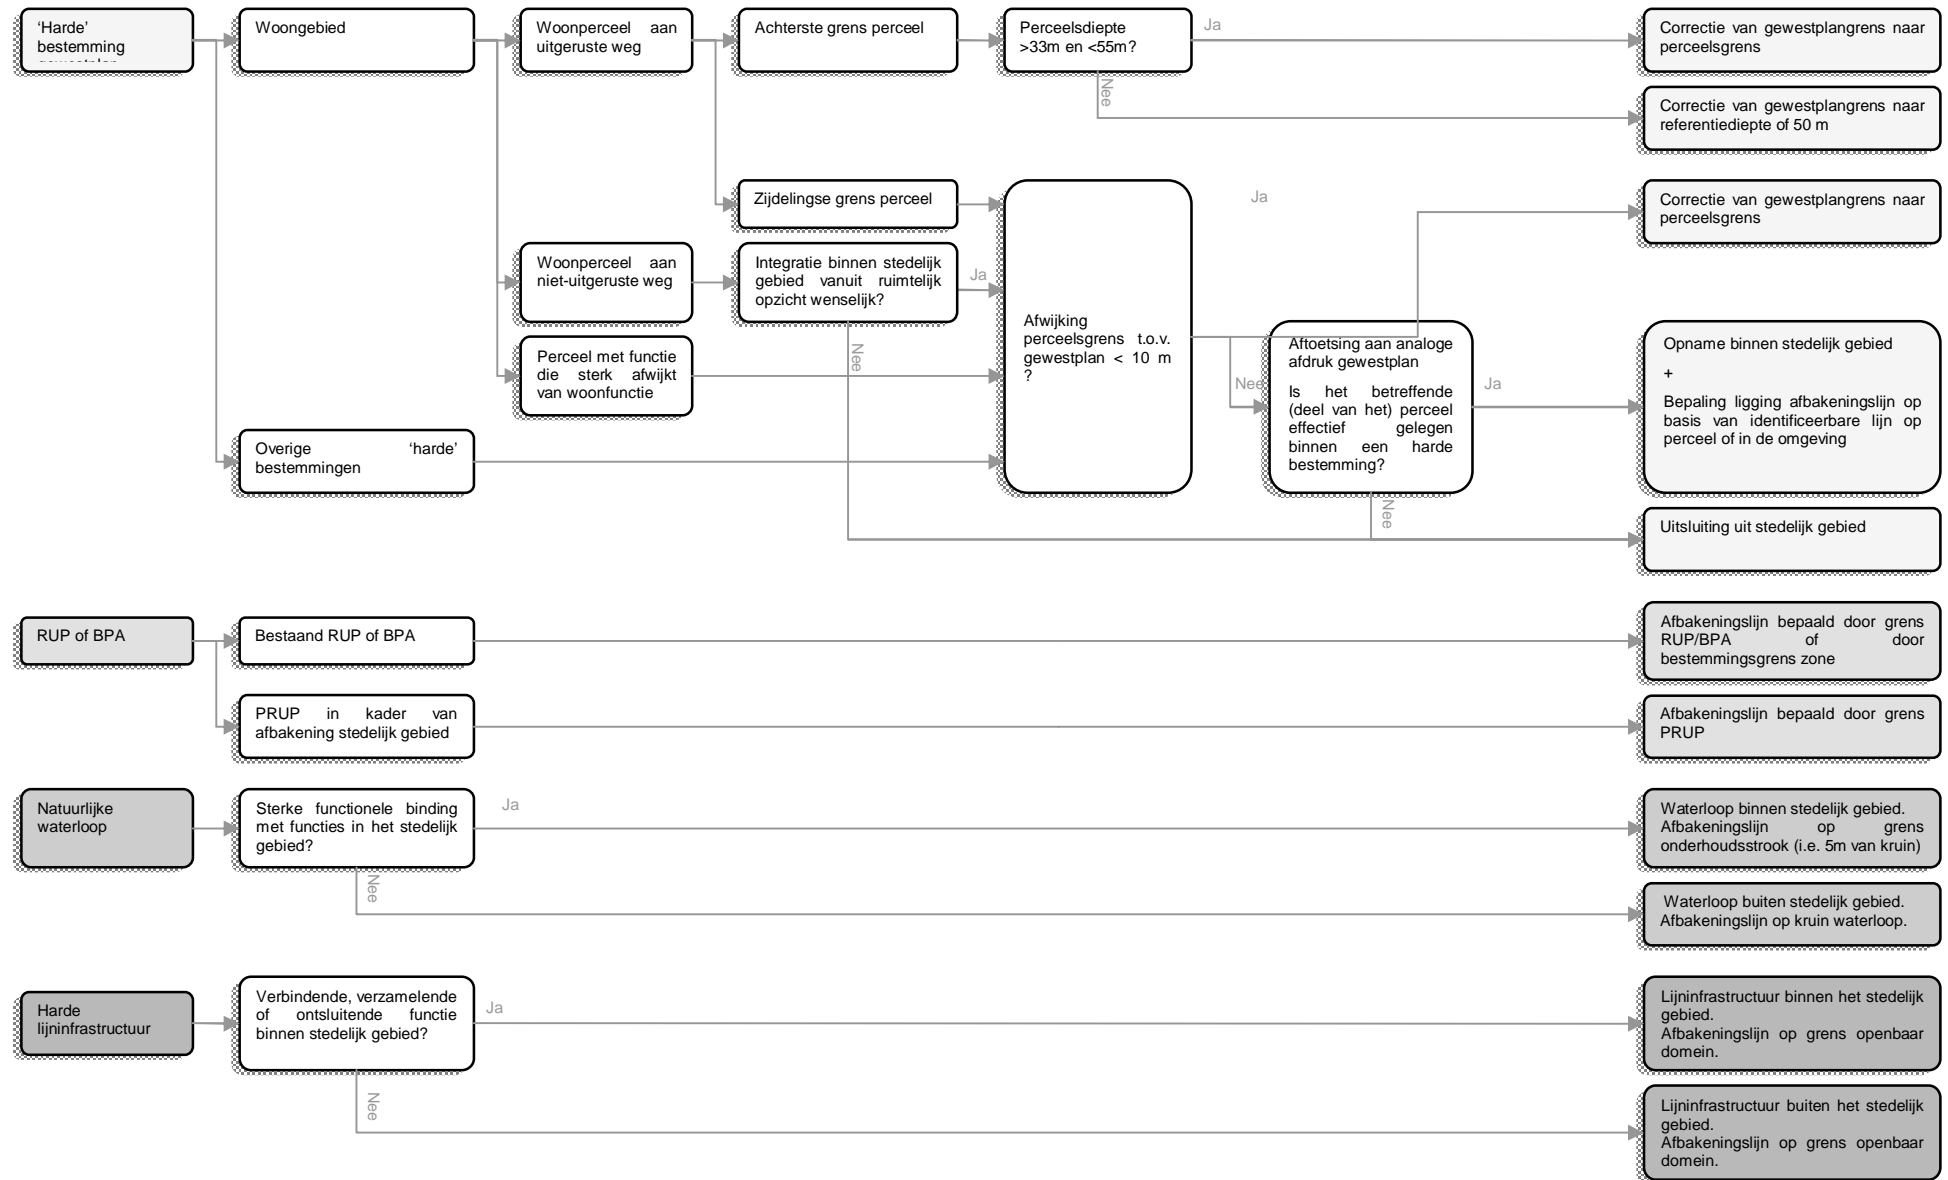 ‘Harde’
bestemming
Woongebied
Woonperceel aan
uitgeruste weg
Achterste grens perceel
Perceelsdiepte
>33m en <55m?
Ja
Nee
Correctie van gewestplangrens naar
perceelsgrens
Correctie van gewestplangrens naar
referentiediepte of 50 m
Zijdelingse grens perceel
Ja
Correctie van gewestplangrens naar
perceelsgrens
Woonperceel aan
niet-uitgeruste weg
Integratie binnen stedelijk
gebied vanuit ruimtelijk
opzicht wenselijk?
Ja
Nee
Perceel met functie
die sterk afwijkt
van woonfunctie
Afwijking
perceelsgrens t.o.v.
gewestplan < 10 m
?
Nee
Aftoetsing aan analoge
afdruk gewestplan
Is het betreffende
(deel van het) perceel
effectief gelegen
binnen een harde
bestemming?
Ja
Nee
Opname binnen stedelijk gebied
+
Bepaling ligging afbakeningslijn op
basis van identificeerbare lijn op
perceel of in de omgeving
Overige ‘harde’
bestemmingen
Uitsluiting uit stedelijk gebied
RUP of BPA
Bestaand RUP of BPA
Afbakeningslijn bepaald door grens
RUP/BPA of door
bestemmingsgrens zone
PRUP in kader van
afbakening stedelijk gebied
Afbakeningslijn bepaald door grens
PRUP
Natuurlijke
waterloop
Sterke functionele binding
met functies in het stedelijk
gebied?
Ja
Nee
Waterloop binnen stedelijk gebied.
Afbakeningslijn op grens
onderhoudsstrook (i.e. 5m van kruin)
Waterloop buiten stedelijk gebied.
Afbakeningslijn op kruin waterloop.
Harde
lijninfrastructuur
Verbindende, verzamelende
of ontsluitende functie
binnen stedelijk gebied?
Ja
Nee
Lijninfrastructuur binnen het stedelijk
gebied.
Afbakeningslijn op grens openbaar
domein.
Lijninfrastructuur buiten het stedelijk
gebied.
Afbakeningslijn op grens openbaar
domein.